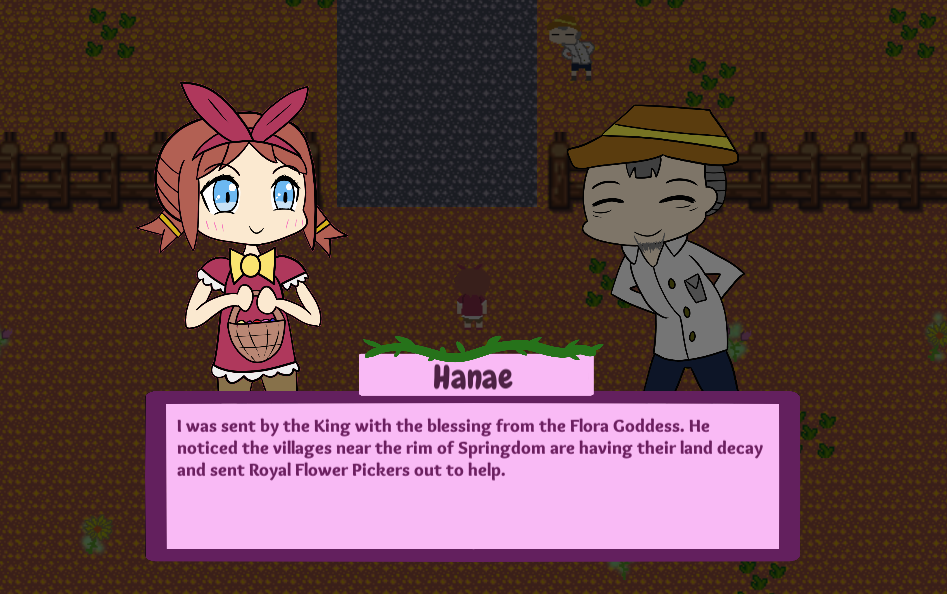 Hanae
I was sent by the King with the blessing from the Flora Goddess. He
noticed the villages near the rim of Springdom are having their land decay
and sent Royal Flower Pickers out to help.